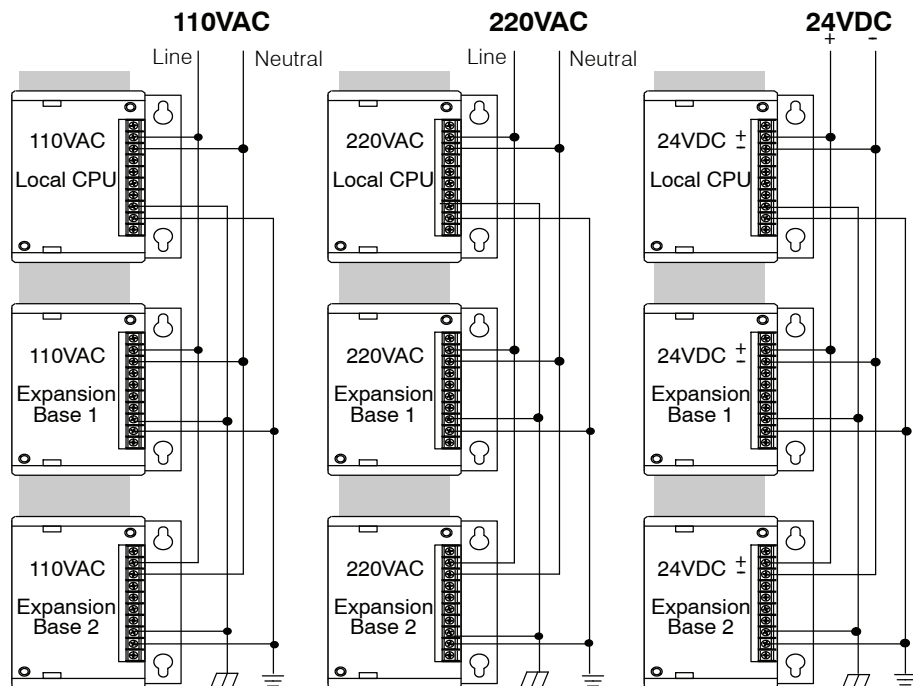 110VAC
Line
Neutral
110VAC
Local CPU
110VAC
Expansion
Base 1
110VAC
Expansion
Base 2
220VAC
Line
Neutral
220VAC
Local CPU
220VAC
Expansion
Base 1
220VAC
Expansion
Base 2
24VDC
+ -
24VDC + -
Local CPU
24VDC + -
Expansion
Base 1
24VDC + -
Expansion
Base 2